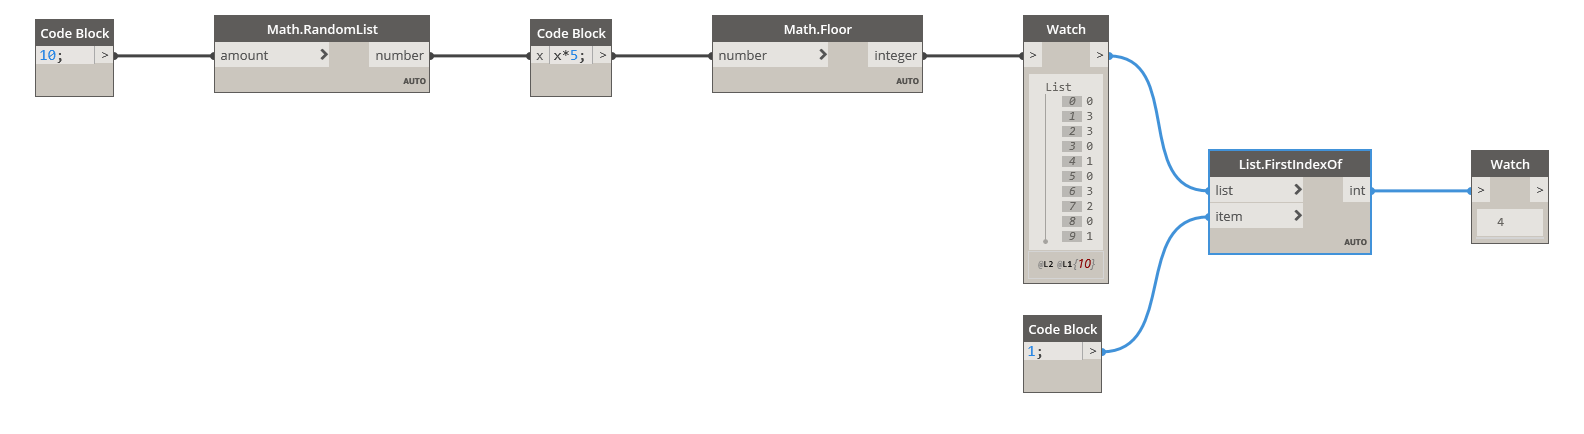 Code Block
10; >
Math.RandomList
amount > number
AUTO
Code Block
x x*5; >
Math.Floor
number > integer
AUTO
Watch
> >
List
0 0
1 3
2 3
3 0
4 1
5 0
6 3
7 2
8 0
9 1
@L2 @L1 {10}
Code Block
1; >
List.FirstIndexOf
list > int
item >
AUTO
Watch
> >
4